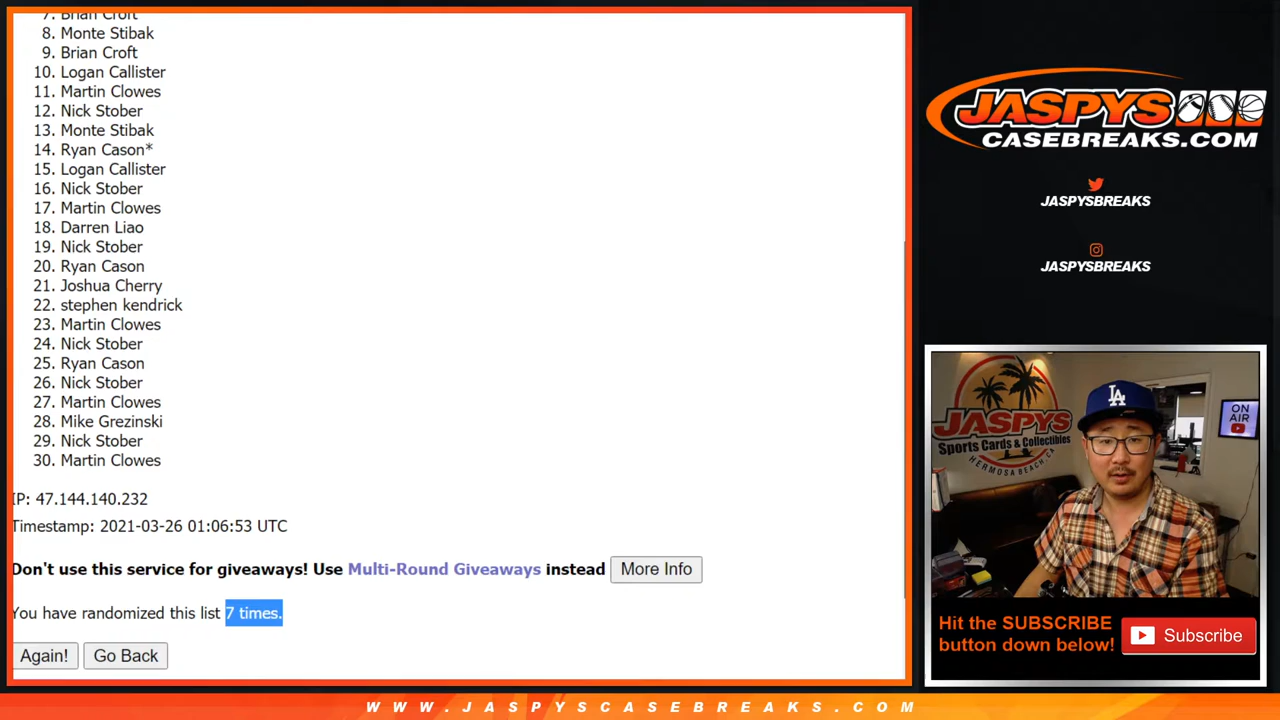 7. Brian Croft
8. Monte Stibak
9. Brian Croft
10. Logan Callister
11. Martin Clowes
12. Nick Stober
13. Monte Stibak
14. Ryan Cason*
15. Logan Callister
16. Nick Stober
17. Martin Clowes
18. Darren Liao
19. Nick Stober
20. Ryan Cason
21. Joshua Cherry
22. stephen kendrick
23. Martin Clowes
24. Nick Stober
25. Ryan Cason
26. Nick Stober
27. Martin Clowes
28. Mike Grezinski
29. Nick Stober
30. Martin Clowes
IP: 47.144.140.232
Timestamp: 2021-03-26 01:06:53 UTC
Don't use this service for giveaways! Use Multi-Round Giveaways instead More Info
You have randomized this list 7 times.
Again! Go Back
JASPYS
CASEBREAKS.COM
JASPYSBREAKS
JASPYSBREAKS
JASPYS
Sports Cards & Collectibles
HERMOSA BEACH, CA
LA
ON
AIR
Hit the SUBSCRIBE
button down below!
Subscribe
WWW.JASPYSCASEBREAKS.COM